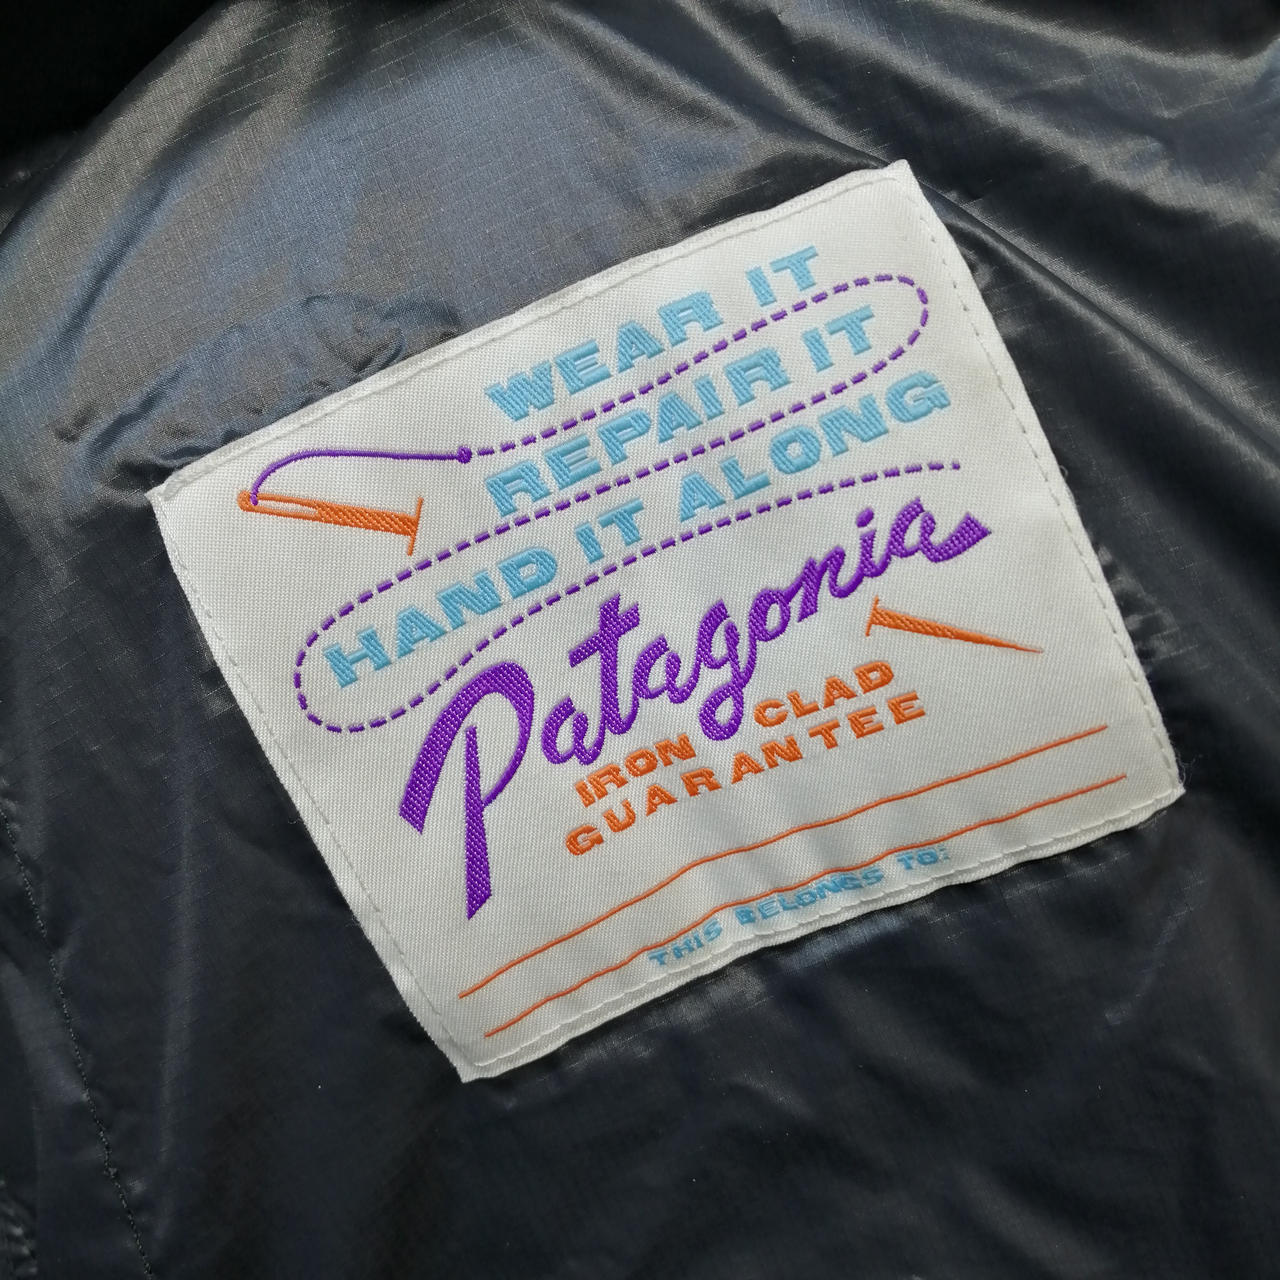 WEAR IT
REPAIR IT
HAND IT ALONG
Patagonia
IRON CLAD
GUARANTEE
THIS BELONGS TO: